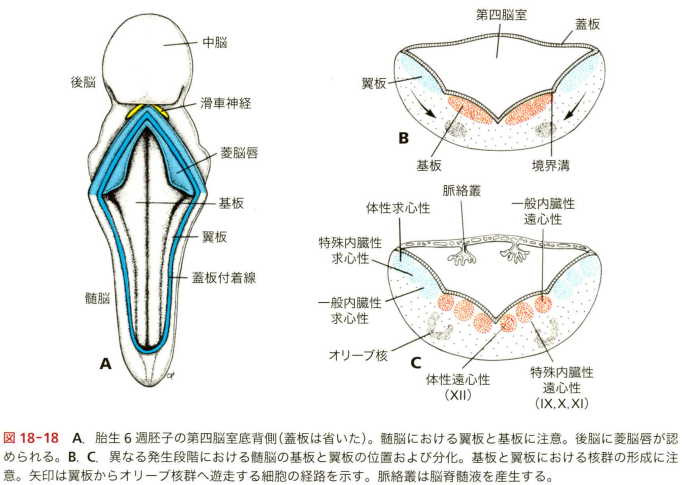 中脳
後脳
滑車神経
菱脳唇
基板
翼板
蓋板付着線
髄脳
A
第四脳室
蓋板
翼板
B
基板
境界溝
脈絡叢
体性求心性
一般内臓性
遠心性
特殊内臓性
求心性
一般内臓性
求心性
オリーブ核
C
体性遠心性
(XII)
特殊内臓性
遠心性
(IX,X,XI)
図 18-18 A. 胎生 6 週胚子の第四脳室底背側(蓋板は省いた)。髄脳における翼板と基板に注意。後脳に菱脳唇が認
められる。B, C. 異なる発生段階における髄脳の基板と翼板の位置および分化。基板と翼板における核群の形成に注
意。矢印は翼板からオリーブ核群へ遊走する細胞の経路を示す。脈絡叢は脳脊髄液を産生する。